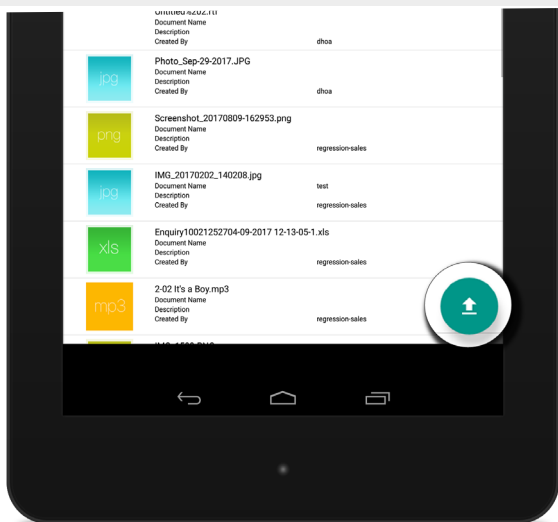 Untitled%202.rtf
Document Name
Description
Created By dhoa
jpg
Photo_Sep-29-2017.JPG
Document Name
Description
Created By dhoa
png
Screenshot_20170809-162953.png
Document Name
Description
Created By regression-sales
jpg
IMG_20170202_140208.jpg
Document Name test
Description
Created By regression-sales
xls
Enquiry10021252704-09-2017 12-13-05-1.xls
Document Name
Description
Created By regression-sales
mp3
2-02 It's a Boy.mp3
Document Name
Description
Created By regression-sales